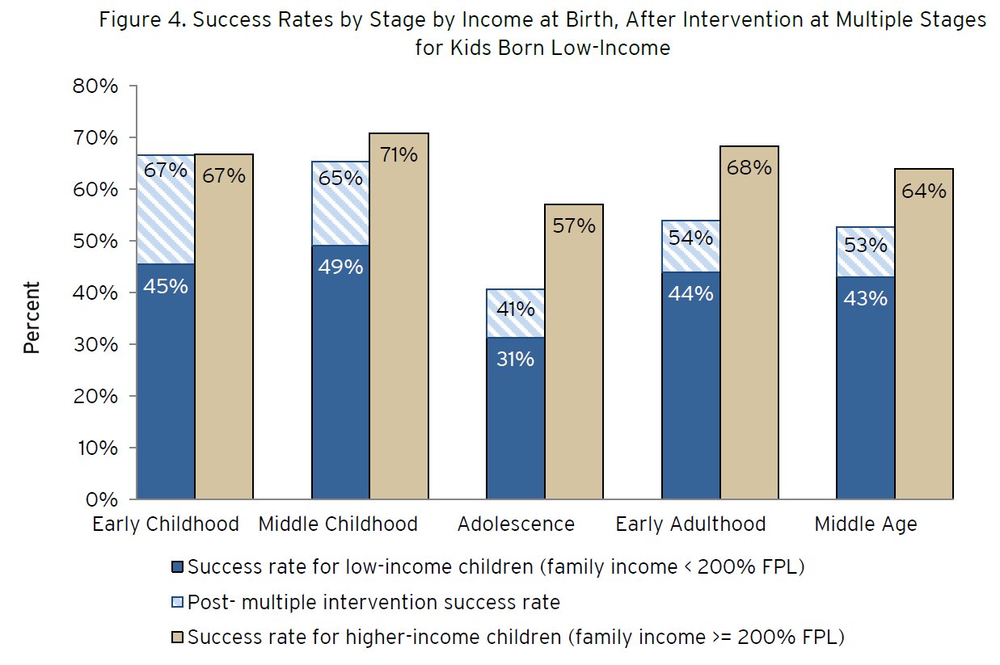 Figure 4. Success Rates by Stage by Income at Birth, After Intervention at Multiple Stages
for Kids Born Low-Income
80%
70%
60%
50%
40%
30%
20%
10%
0%
Percent
67%
45%
67%
65%
49%
71%
41%
31%
57%
54%
44%
68%
53%
43%
64%
Early Childhood
Middle Childhood
Adolescence
Early Adulthood
Middle Age
Success rate for low-income children (family income < 200% FPL)
Post- multiple intervention success rate
Success rate for higher-income children (family income >= 200% FPL)